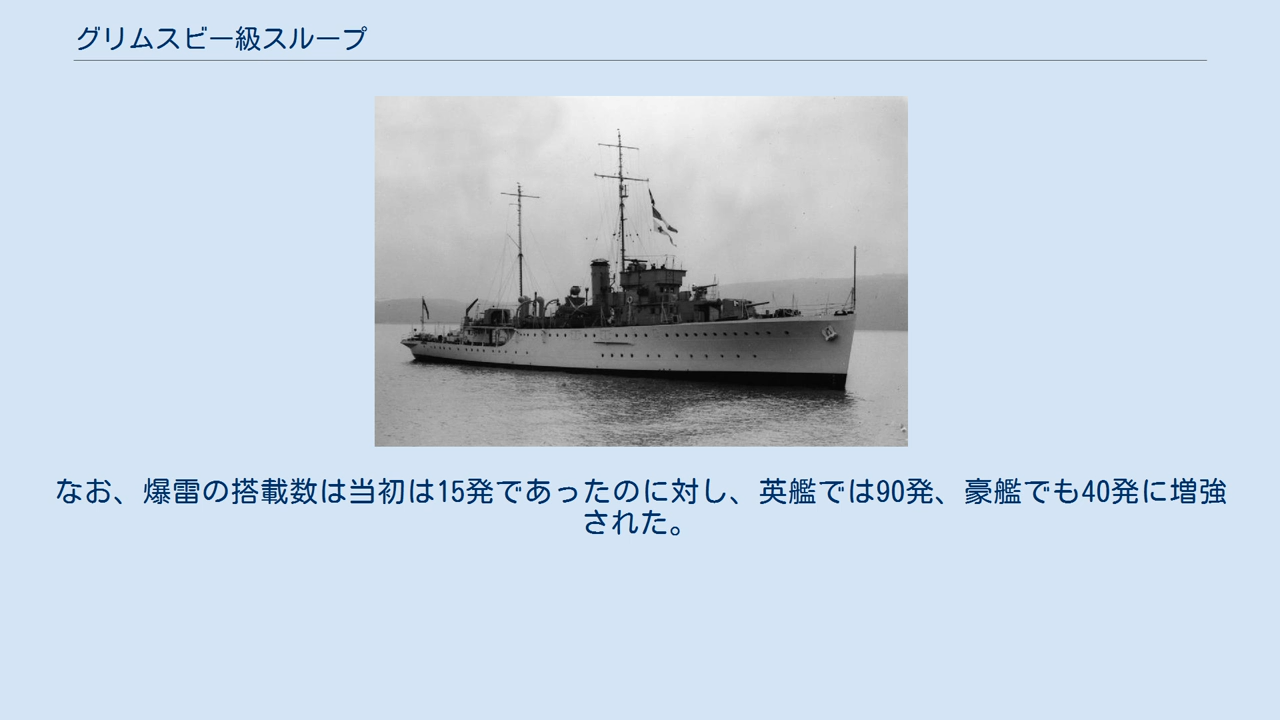 グリムスビー級スループ
なお、爆雷の搭載数は当初は15発であったのに対し、英艦では90発、豪艦でも40発に増強
された。